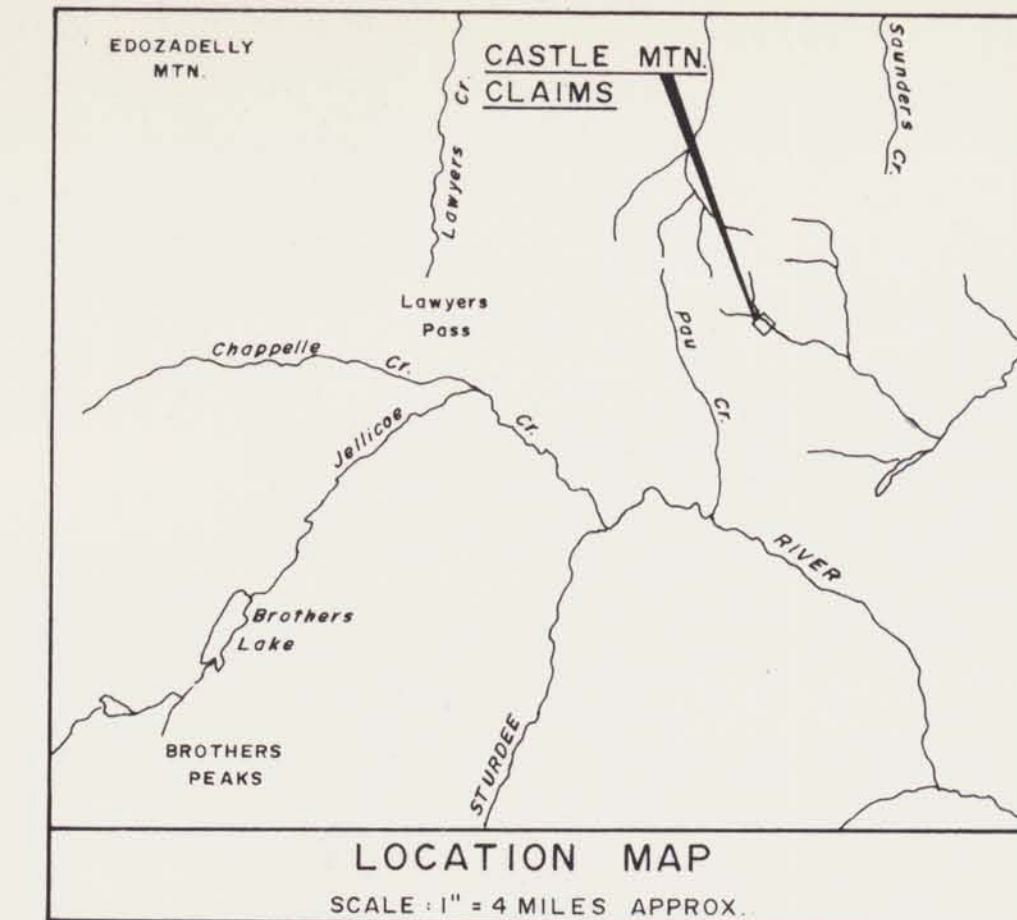 EDOZADELLY
MTN.
Lawyers Cr.
CASTLE MTN.
CLAIMS
Saunders Cr.
Lawyers
Pass
Chappelle Cr.
Jellicoe Cr.
Pau Cr.
RIVER
Brothers
Lake
BROTHERS
PEAKS
STURDEE
LOCATION MAP
SCALE : 1" = 4 MILES APPROX.